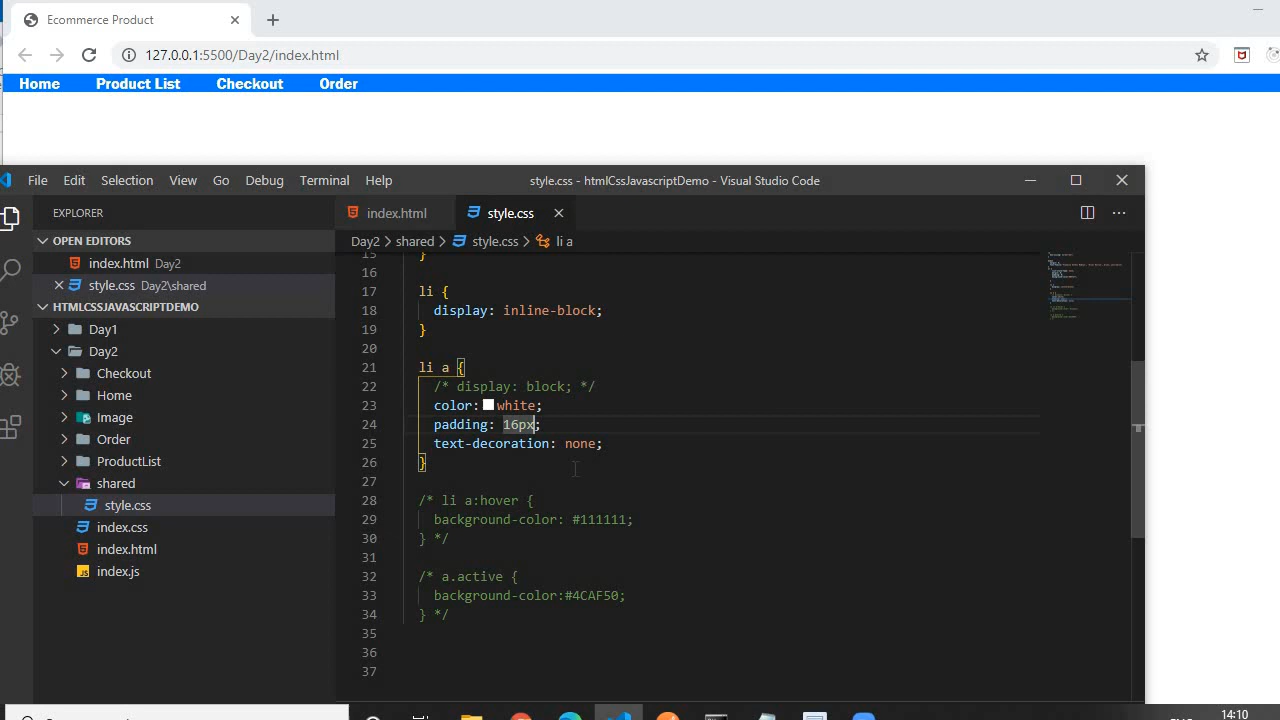 Ecommerce Product
127.0.0.1:5500/Day2/index.html
Home Product List Checkout Order
File Edit Selection View Go Debug Terminal Help style.css - htmlCssJavascriptDemo - Visual Studio Code
EXPLORER
OPEN EDITORS
index.html Day2
style.css Day2\shared
HTMLCSSJAVASCRIPTDEMO
Day1
Day2
Checkout
Home
Image
Order
ProductList
shared
style.css
index.css
index.html
index.js
index.html style.css
Day2 > shared > style.css > li a
15 }
16
17 li {
18 display: inline-block;
19 }
20
21 li a {
22 /* display: block; */
23 color: white;
24 padding: 16px;
25 text-decoration: none;
26 }
27
28 /* li a:hover {
29 background-color: #111111;
30 } */
31
32 /* a.active {
33 background-color:#4CAF50;
34 } */
35
36
37
14:10